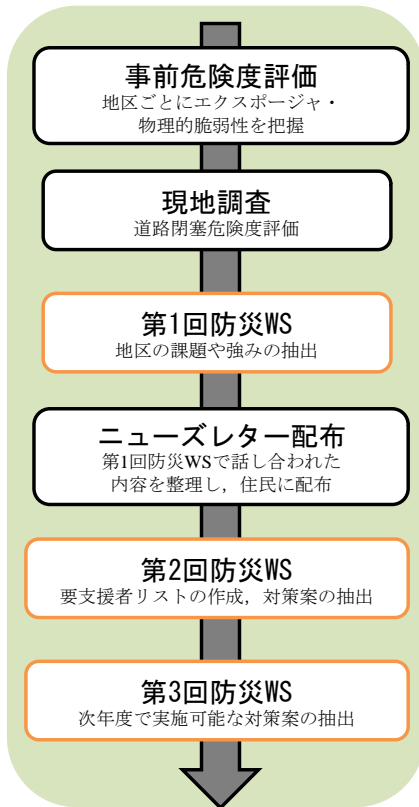 事前危険度評価
地区ごとにエクスポージャ・
物理的脆弱性を把握
現地調査
道路閉塞危険度評価
第1回防災WS
地区の課題や強みの抽出
ニューズレター配布
第1回防災WSで話し合われた
内容を整理し，住民に配布
第2回防災WS
要支援者リストの作成，対策案の抽出
第3回防災WS
次年度で実施可能な対策案の抽出